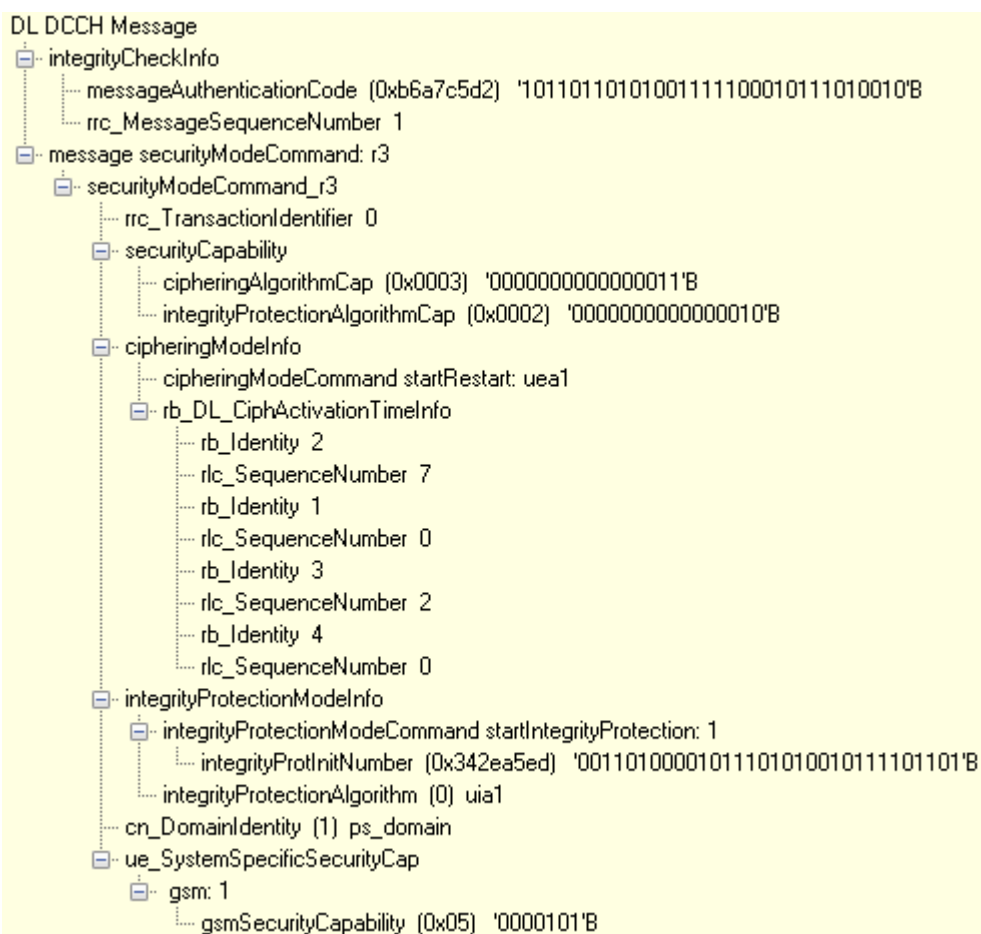 DL DCCH Message
integrityCheckInfo
messageAuthenticationCode (0xb6a7c5d2) '10110110101001111100010111010010'B
rrc_MessageSequenceNumber 1
message securityModeCommand: r3
securityModeCommand_r3
rrc_TransactionIdentifier 0
securityCapability
cipheringAlgorithmCap (0x0003) '0000000000000011'B
integrityProtectionAlgorithmCap (0x0002) '0000000000000010'B
cipheringModeInfo
cipheringModeCommand startRestart: uea1
rb_DL_CiphActivationTimeInfo
rb_Identity 2
rlc_SequenceNumber 7
rb_Identity 1
rlc_SequenceNumber 0
rb_Identity 3
rlc_SequenceNumber 2
rb_Identity 4
rlc_SequenceNumber 0
integrityProtectionModeInfo
integrityProtectionModeCommand startIntegrityProtection: 1
integrityProtInitNumber (0x342ea5ed) '00110100001011101010010111101101'B
integrityProtectionAlgorithm (0) uia1
cn_DomainIdentity (1) ps_domain
ue_SystemSpecificSecurityCap
gsm: 1
gsmSecurityCapability (0x05) '0000101'B